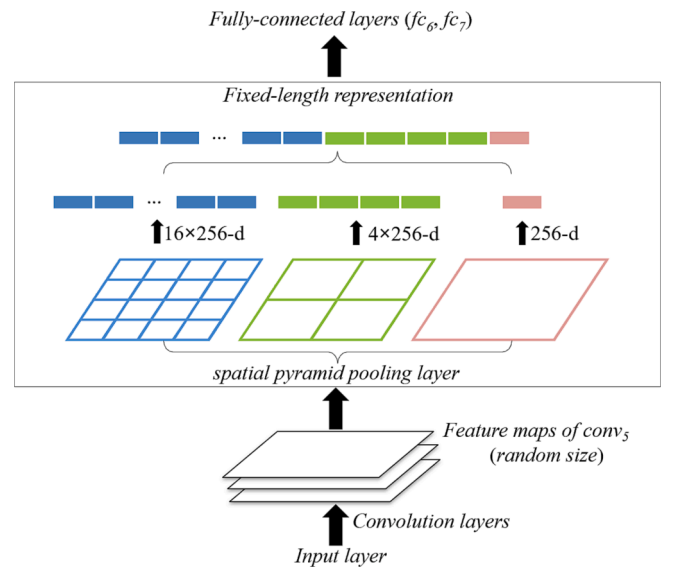 Fully-connected layers (fc₆, fc₇)
Fixed-length representation
...
...
16×256-d
4×256-d
256-d
spatial pyramid pooling layer
Feature maps of conv₅
(random size)
Convolution layers
Input layer